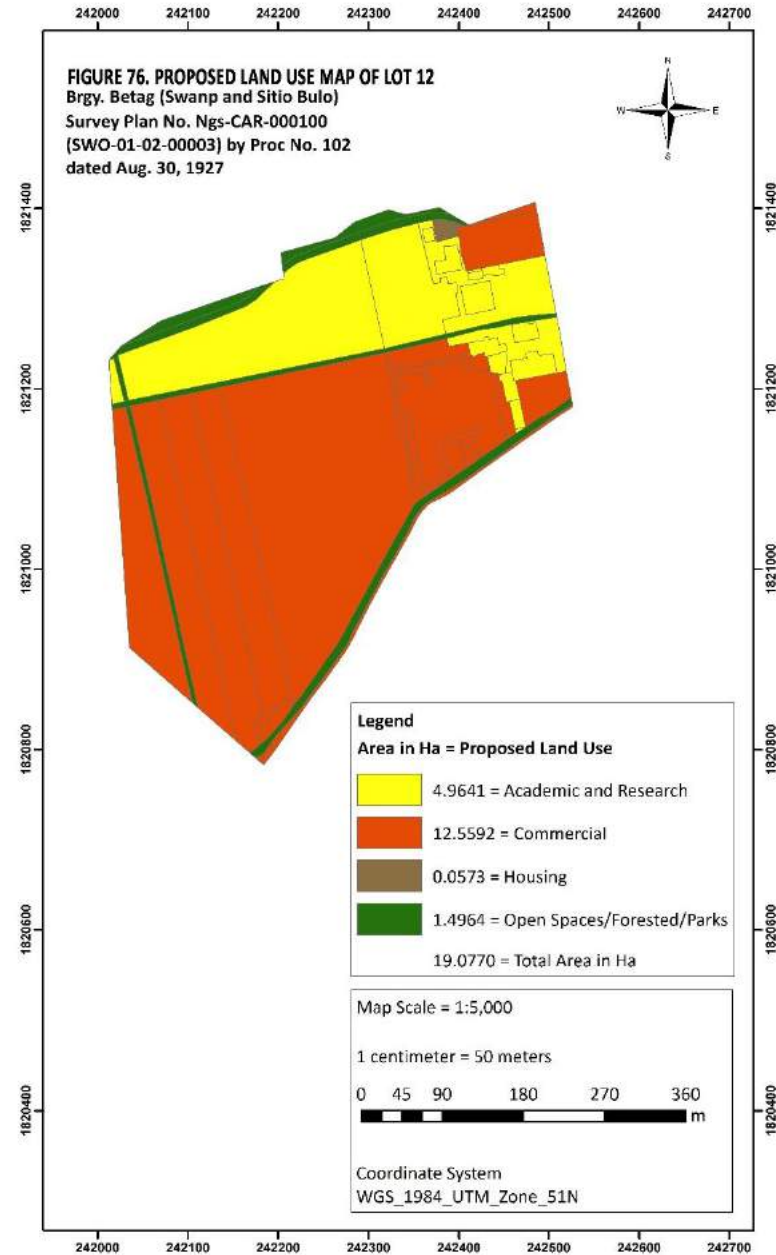 242000 242100 242200 242300 242400 242500 242600 242700
FIGURE 76. PROPOSED LAND USE MAP OF LOT 12
Brgy. Betag (Swanp and Sitio Bulo)
Survey Plan No. Ngs-CAR-000100
(SWO-01-02-00003) by Proc No. 102
dated Aug. 30, 1927
N
W E
S
1821400 1821400
1821200 1821200
1821000 1821000
1820800 1820800
1820600 1820600
1820400 1820400
Legend
Area in Ha = Proposed Land Use
4.9641 = Academic and Research
12.5592 = Commercial
0.0573 = Housing
1.4964 = Open Spaces/Forested/Parks
19.0770 = Total Area in Ha
Map Scale = 1:5,000
1 centimeter = 50 meters
0 45 90 180 270 360
m
Coordinate System
WGS_1984_UTM_Zone_51N
242000 242100 242200 242300 242400 242500 242600 242700